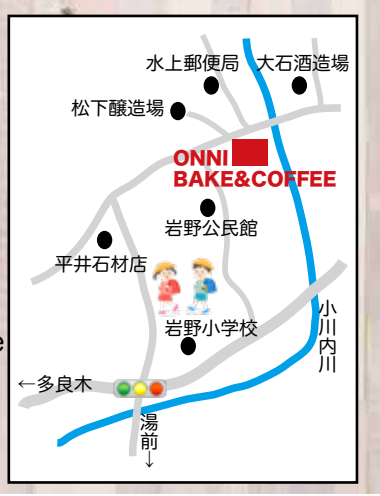 水上郵便局
大石酒造場
松下醸造場
ONNI
BAKE&COFFEE
岩野公民館
平井石材店
小川内川
岩野小学校
e
←多良木
湯前→